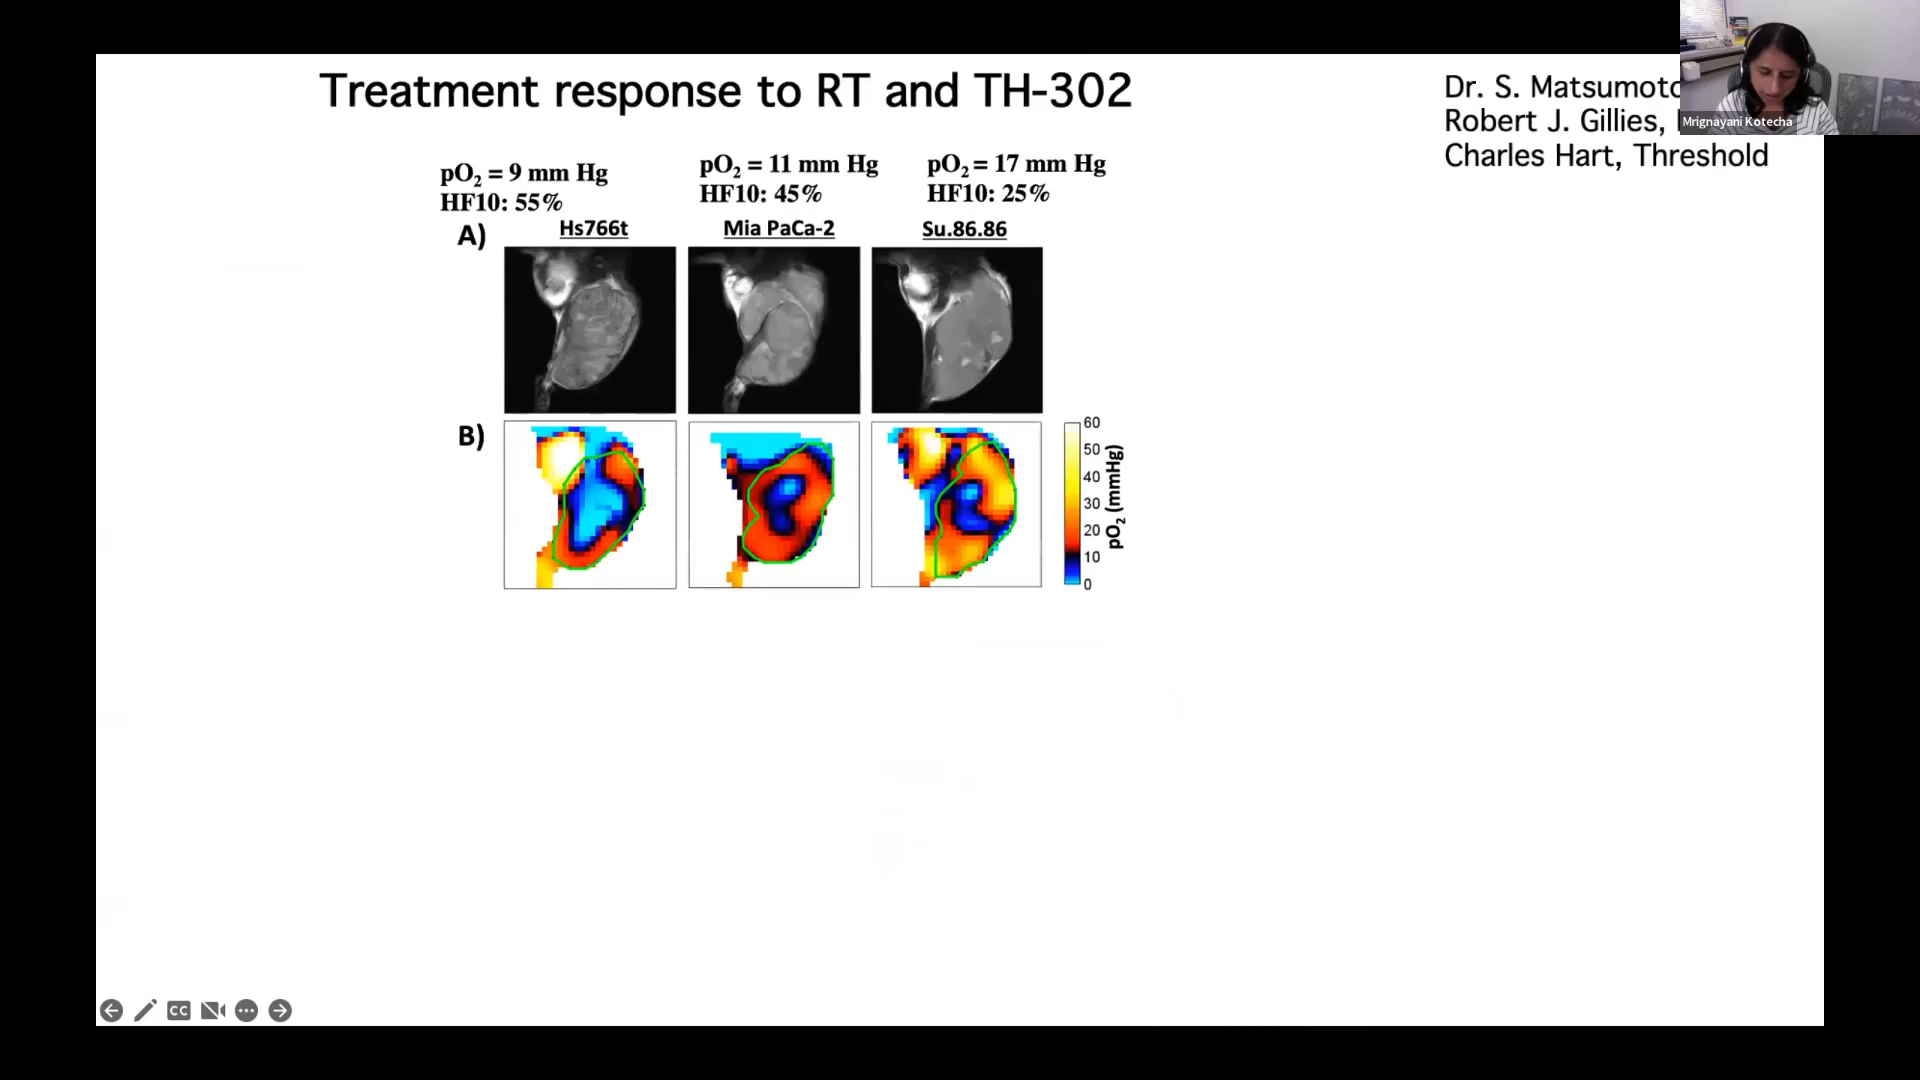 Treatment response to RT and TH-302
Dr. S. Matsumoto
Robert J. Gillies,
Charles Hart, Threshold
Mrignayani Kotecha
pO₂ = 9 mm Hg
HF10: 55%
pO₂ = 11 mm Hg
HF10: 45%
pO₂ = 17 mm Hg
HF10: 25%
A)
Hs766t
Mia PaCa-2
Su.86.86
B)
60
50
40
30
20
10
0
pO₂ (mmHg)
CC